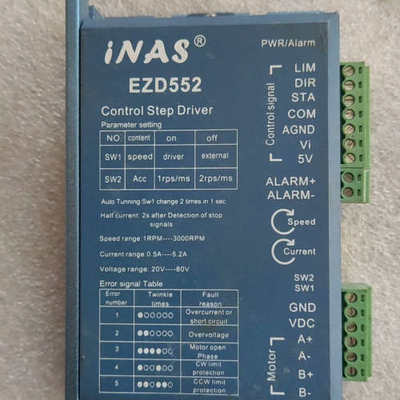 iNAS®
EZD552
Control Step Driver
Parameter setting
NO content on off
SW1 speed driver external
SW2 Acc 1rps/ms 2rps/ms
Auto Tunning Sw1 change 2 times in 1 sec
Half current: 2s after Detection of stop
signals
Speed range:1RPM----3000RPM
Current range:0.5A----5.2A
Voltage range: 20V----80V
Error signal Table
Error
number
Twinkle
times
Fault
reason
1 Overcurrent or
short circuit
2 Overvoltage
3 Motor open
Phase
4 CW limit
protection
5 CCW limit
protection
PWR/Alarm
Control signal
LIM
DIR
STA
COM
AGND
Vi
5V
ALARM+
ALARM-
Speed
Current
SW2
SW1
GND
VDC
Motor
A+
A-
B+
B-